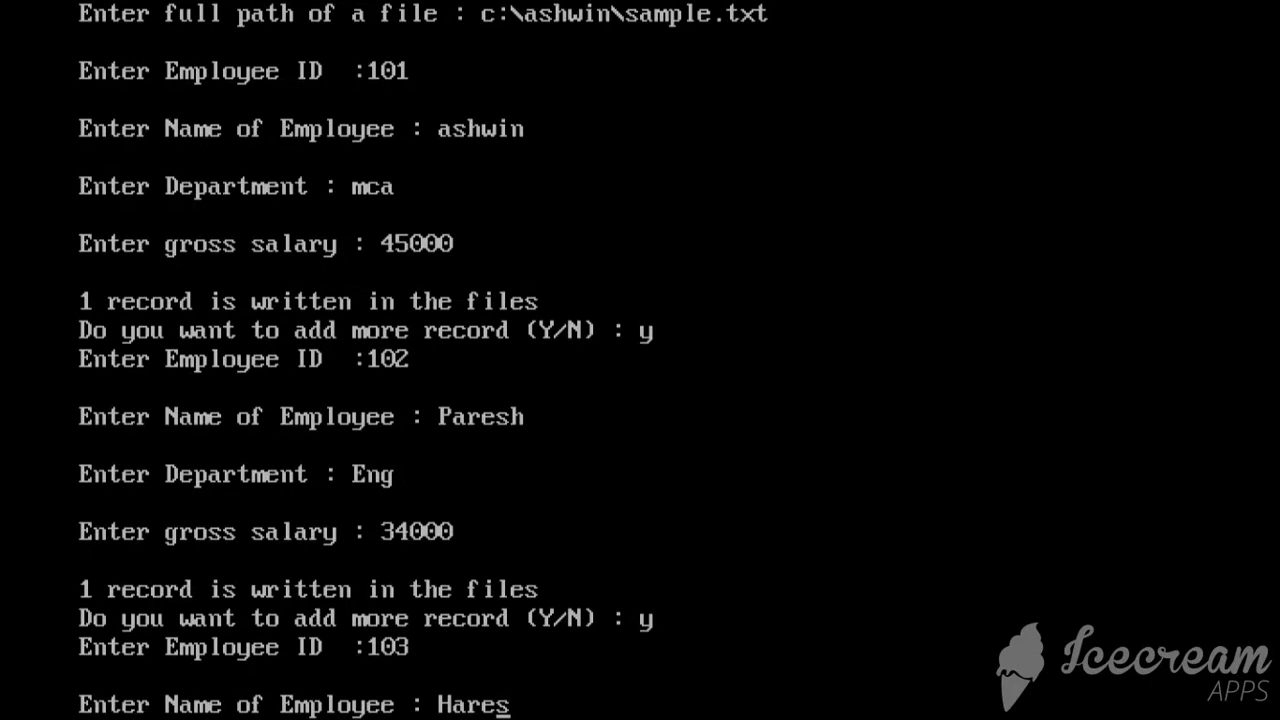 Enter full path of a file : c:\ashwin\sample.txt
Enter Employee ID  :101
Enter Name of Employee : ashwin
Enter Department : mca
Enter gross salary : 45000
1 record is written in the files
Do you want to add more record (Y/N) : y
Enter Employee ID  :102
Enter Name of Employee : Paresh
Enter Department : Eng
Enter gross salary : 34000
1 record is written in the files
Do you want to add more record (Y/N) : y
Enter Employee ID  :103
Enter Name of Employee : Hares
Icecream
APPS